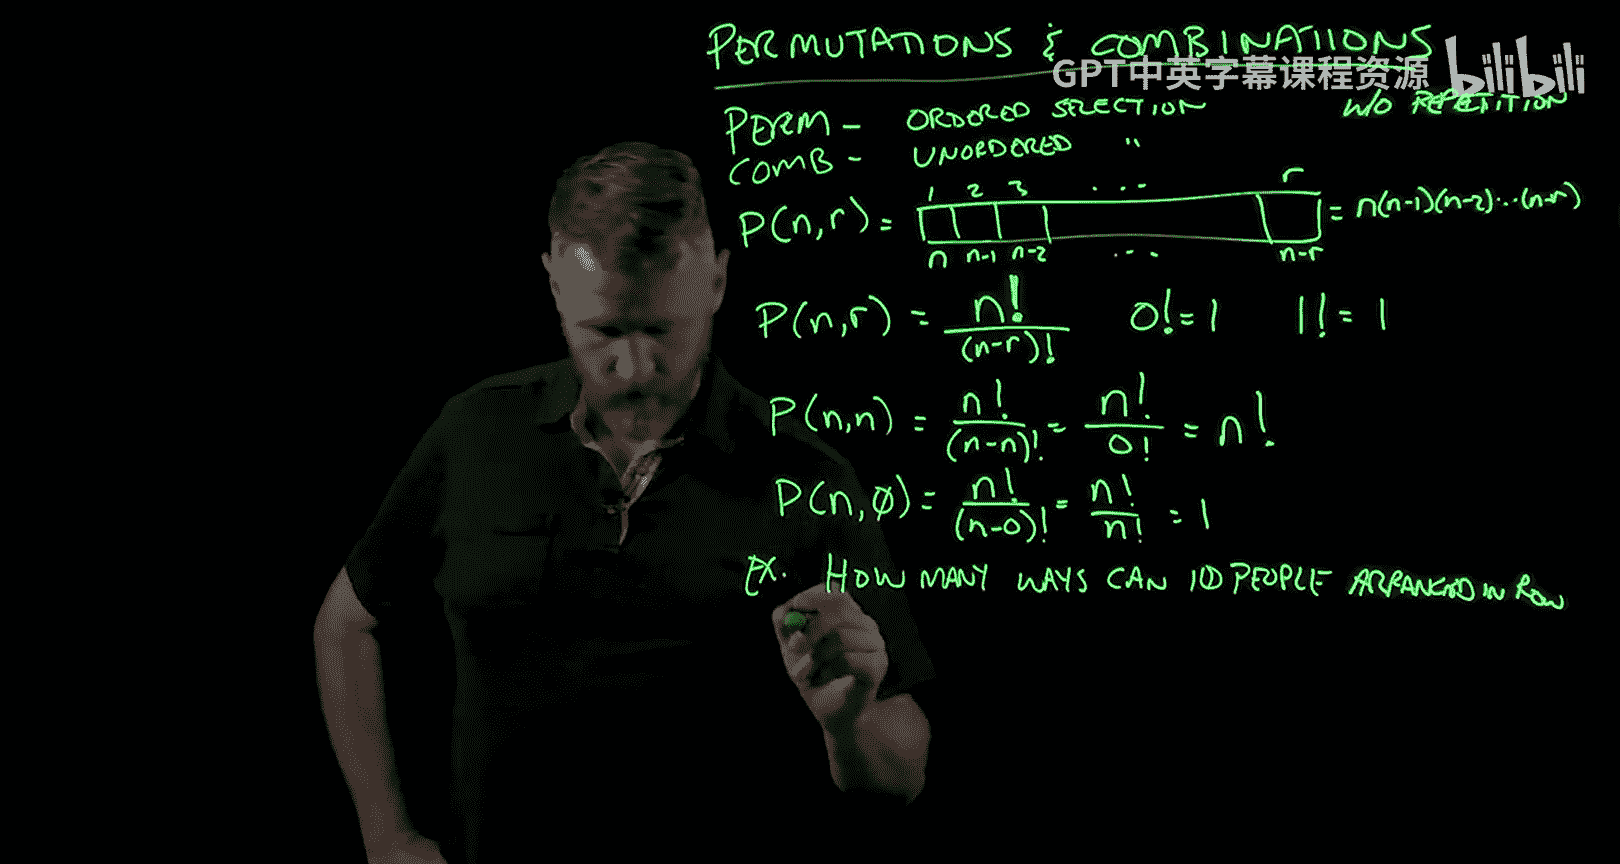 PERMUTATIONS & COMBINATIONS
GPT中英字幕课程资源 bilibili
PERM - ORDERED SELECTION W/O REPETITION
COMB - UNORDERED "
1 2 3 ... r
P(n,r) = = n(n-1)(n-2)...(n-r)
n n-1 n-2 ... n-r
P(n,r) = n!/(n-r)! 0! = 1 1! = 1
P(n,n) = n!/(n-n)! = n!/0! = n!
P(n,0) = n!/(n-0)! = n!/n! = 1
EX. HOW MANY WAYS CAN 10 PEOPLE ARRANGED IN ROW